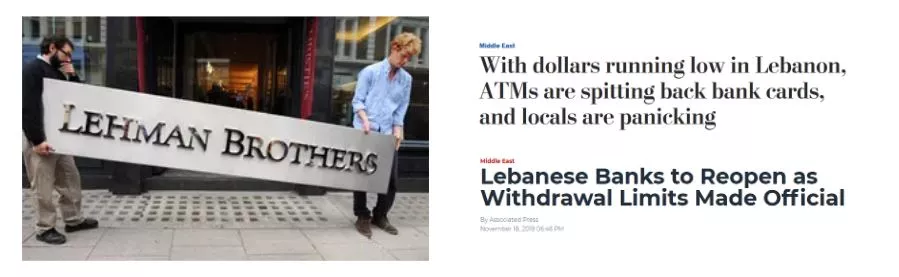 LEHMAN BROTHERS
Middle East
With dollars running low in Lebanon,
ATMs are spitting back bank cards,
and locals are panicking
Middle East
Lebanese Banks to Reopen as
Withdrawal Limits Made Official
By Associated Press
November 18, 2019 06:48 PM